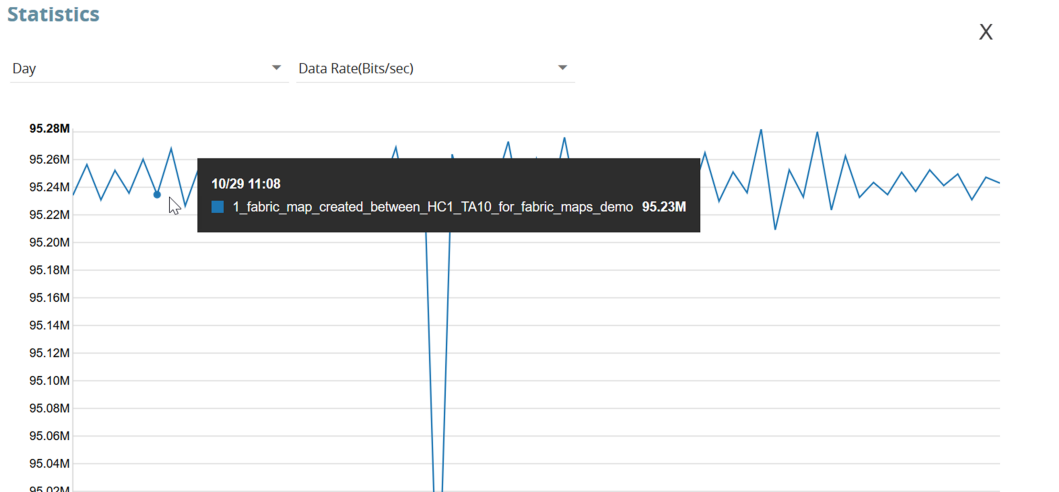 Statistics
X
Day
Data Rate(Bits/sec)
95.28M
95.26M
95.24M
95.22M
95.20M
95.18M
95.16M
95.14M
95.12M
95.10M
95.08M
95.06M
95.04M
95.02M
10/29 11:08
1_fabric_map_created_between_HC1_TA10_for_fabric_maps_demo 95.23M